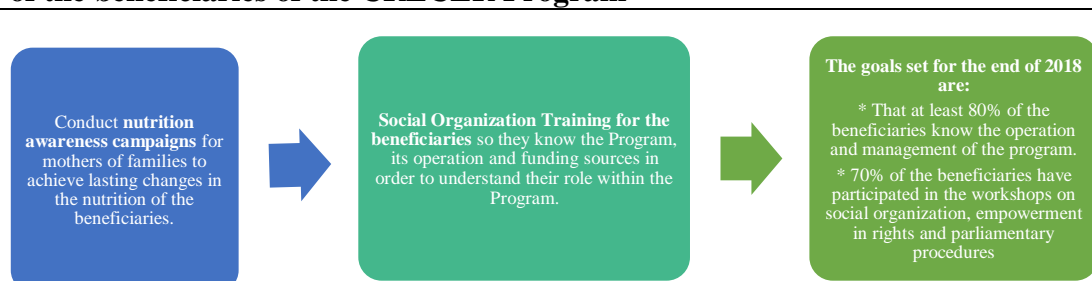 of the beneficiaries of the CRECER Program
Conduct nutrition
awareness campaigns for
mothers of families to
achieve lasting changes in
the nutrition of the
beneficiaries.
Social Organization Training for the
beneficiaries so they know the Program,
its operation and funding sources in
order to understand their role within the
Program.
The goals set for the end of 2018
are:
* That at least 80% of the
beneficiaries know the operation
and management of the program.
* 70% of the beneficiaries have
participated in the workshops on
social organization, empowerment
in rights and parliamentary
procedures